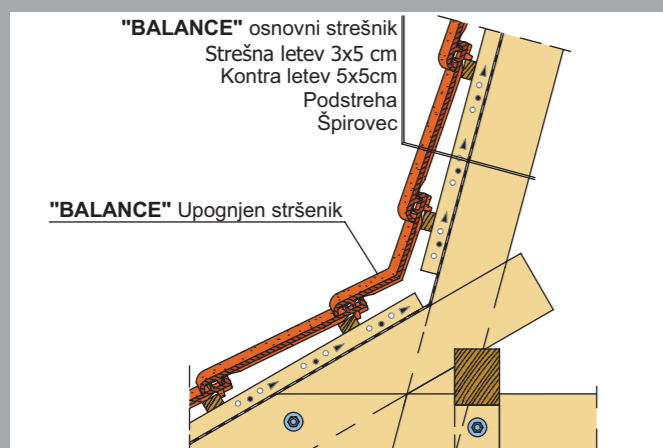 "BALANCE" osnovni strešnik
Strešna letev 3x5 cm
Kontra letev 5x5cm
Podstreha
Špirovec
"BALANCE" Upognjen stršenik